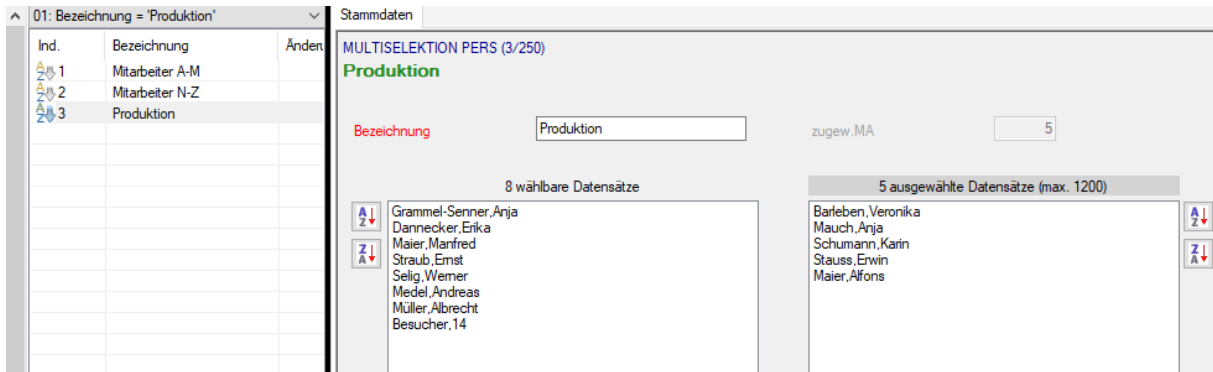 01: Bezeichnung = 'Produktion'
Ind. Bezeichnung Änderu
1 Mitarbeiter A-M
2 Mitarbeiter N-Z
3 Produktion
Stammdaten
MULTISELEKTION PERS (3/250)
Produktion
Bezeichnung Produktion zugew.MA 5
8 wählbare Datensätze
Grammel-Senner,Anja
Dannecker,Erika
Maier,Manfred
Straub,Ernst
Selig,Werner
Medel,Andreas
Müller,Albrecht
Besucher,14
5 ausgewählte Datensätze (max. 1200)
Barleben,Veronika
Mauch,Anja
Schumann,Karin
Stauss,Erwin
Maier,Alfons